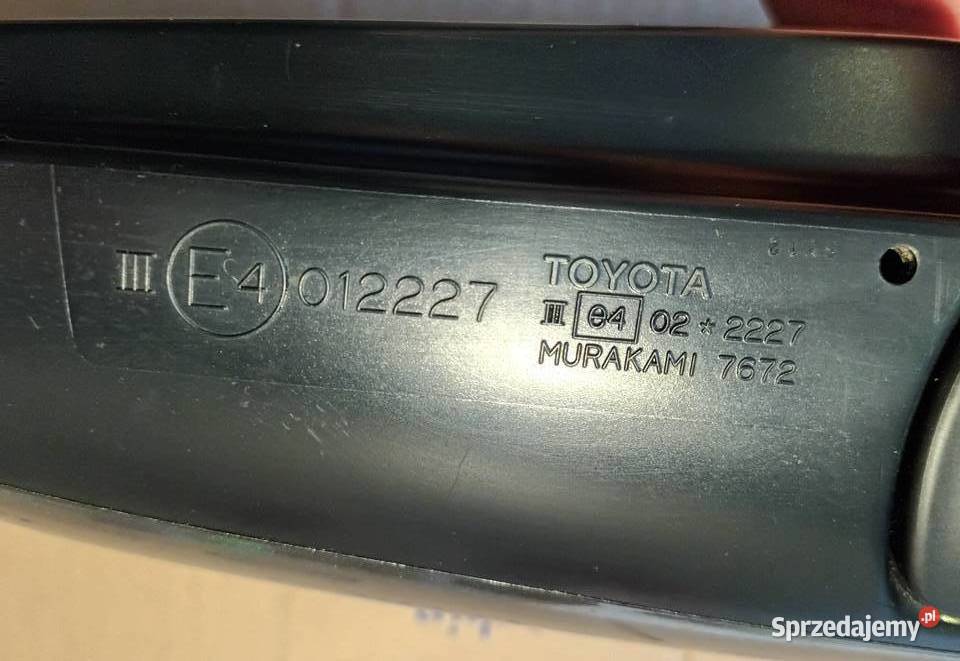 III E4 012227
TOYOTA
III e4 02 * 2227
MURAKAMI 7672
Sprzedajemy.pl